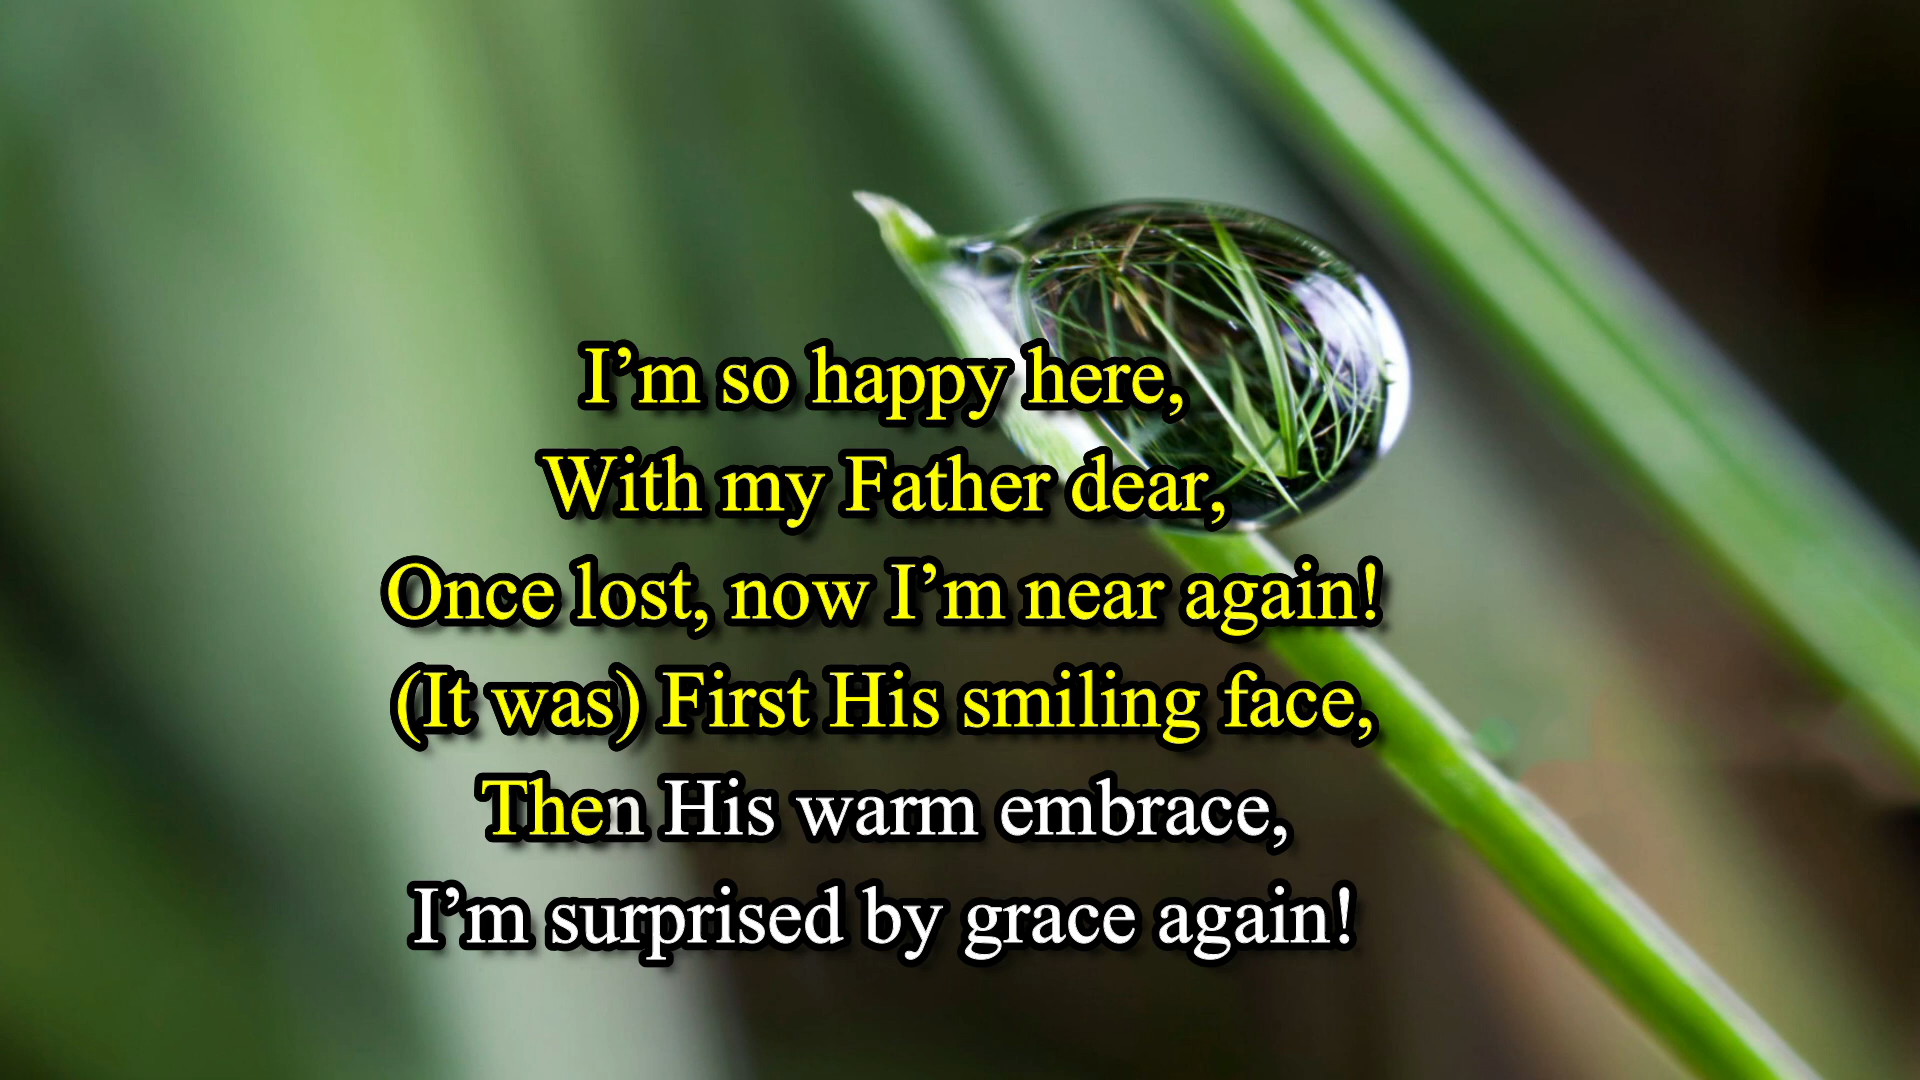 I’m so happy here,
With my Father dear,
Once lost, now I’m near again!
(It was) First His smiling face,
Then His warm embrace,
I’m surprised by grace again!